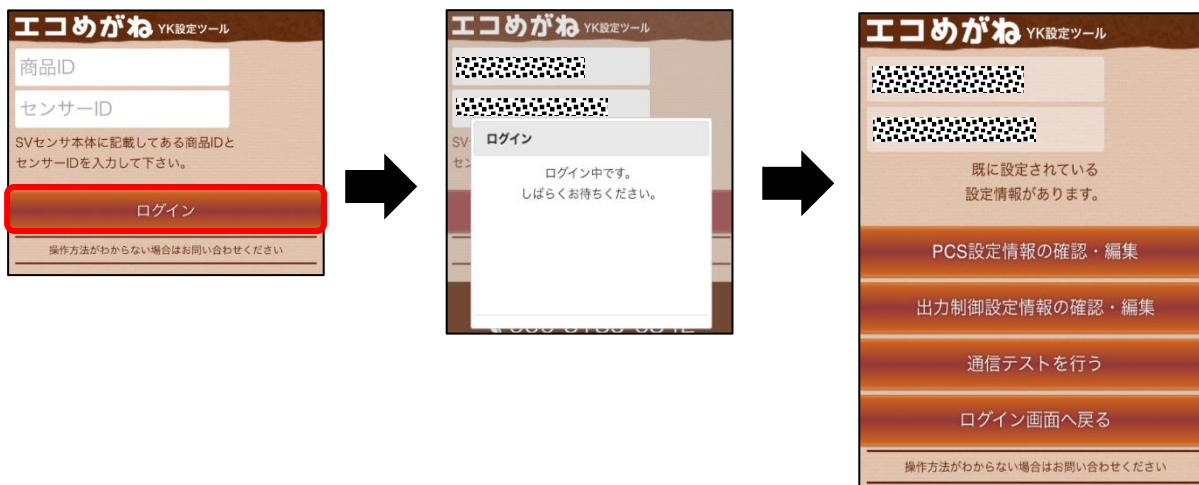 エコめがね YK設定ツール
商品ID
センサーID
SVセンサ本体に記載してある商品IDと
センサーIDを入力して下さい。
ログイン
操作方法がわからない場合はお問い合わせください
エコめがね YK設定ツール
SV
セン
ログイン
ログイン中です。
しばらくお待ちください。
エコめがね YK設定ツール
既に設定されている
設定情報があります。
PCS設定情報の確認・編集
出力制御設定情報の確認・編集
通信テストを行う
ログイン画面へ戻る
操作方法がわからない場合はお問い合わせください